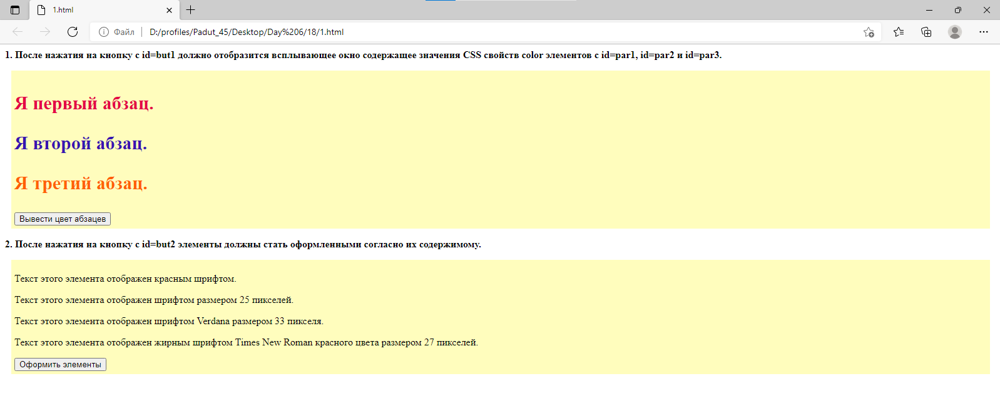 1.html
Файл
D:/profiles/Padut_45/Desktop/Day%206/18/1.html
1. После нажатия на кнопку с id=but1 должно отобразится всплывающее окно содержащее значения CSS свойств color элементов с id=par1, id=par2 и id=par3.
Я первый абзац.
Я второй абзац.
Я третий абзац.
Вывести цвет абзацев
2. После нажатия на кнопку с id=but2 элементы должны стать оформленными согласно их содержимому.
Текст этого элемента отображен красным шрифтом.
Текст этого элемента отображен шрифтом размером 25 пикселей.
Текст этого элемента отображен шрифтом Verdana размером 33 пикселя.
Текст этого элемента отображен жирным шрифтом Times New Roman красного цвета размером 27 пикселей.
Оформить элементы